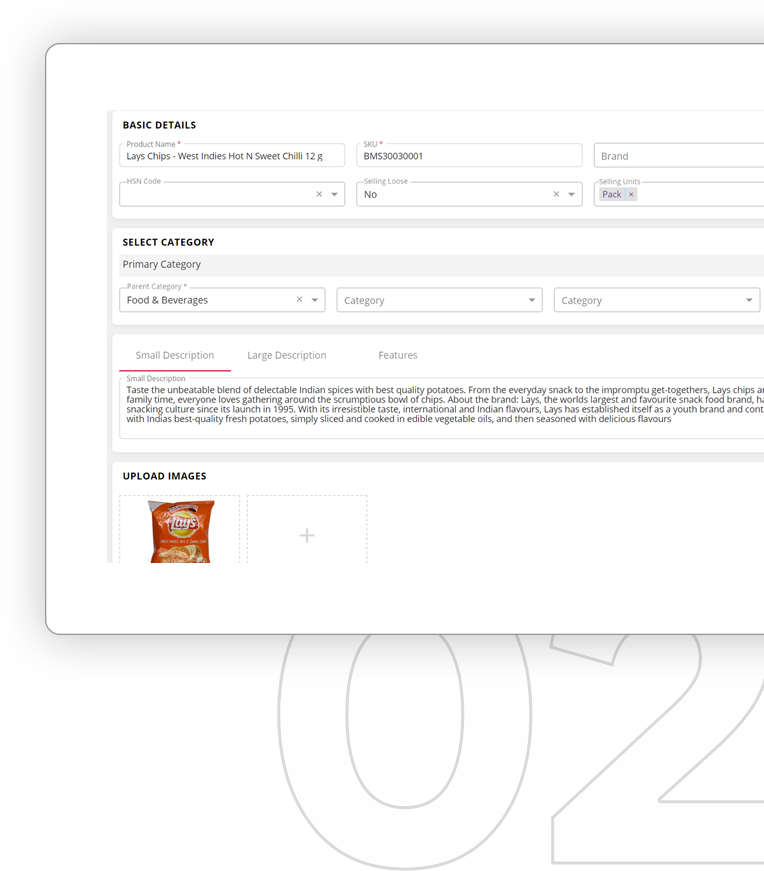 BASIC DETAILS
Product Name *
SKU *
Lays Chips - West Indies Hot N Sweet Chilli 12 g
BMS30030001
Brand
HSN Code
Selling Loose
Selling Units
No
Pack ×
SELECT CATEGORY
Primary Category
Parent Category *
Food & Beverages
Category
Category
Small Description
Large Description
Features
Small Description
Taste the unbeatable blend of delectable Indian spices with best quality potatoes. From the everyday snack to the impromptu get-togethers, Lays chips
family time, everyone loves gathering around the scrumptious bowl of chips. About the brand: Lays, the worlds largest and favourite snack food brand,
snacking culture since its launch in 1995. With its irresistible taste, international and Indian flavours, Lays has established itself as a youth brand and
with Indias best-quality fresh potatoes, simply sliced and cooked in edible vegetable oils, and then seasoned with delicious flavours
UPLOAD IMAGES
Lay's
+
02